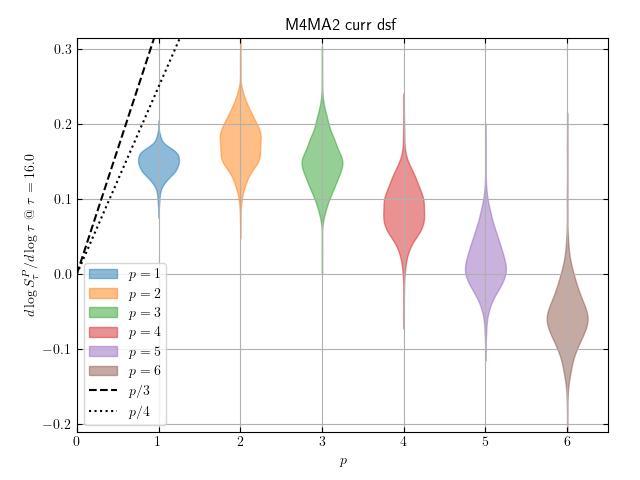 M4MA2 curr dsf
d log S_τ^P / d log τ @ τ = 16.0
0.3
0.2
0.1
0.0
−0.1
−0.2
p = 1
p = 2
p = 3
p = 4
p = 5
p = 6
p/3
p/4
0 1 2 3 4 5 6
p